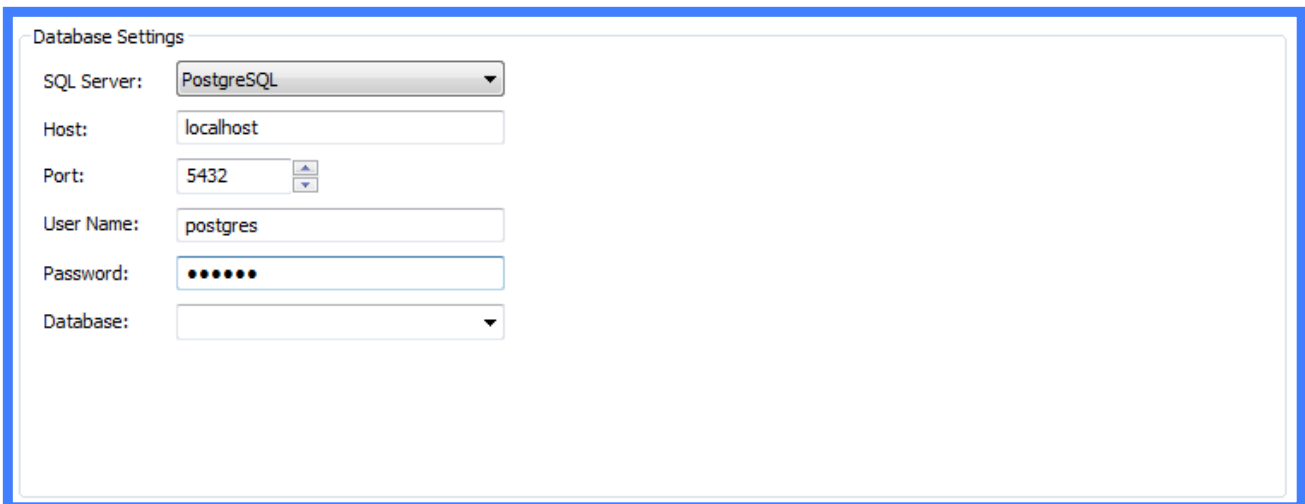 Database Settings
SQL Server: PostgreSQL
Host: localhost
Port: 5432
User Name: postgres
Password: ••••••
Database: